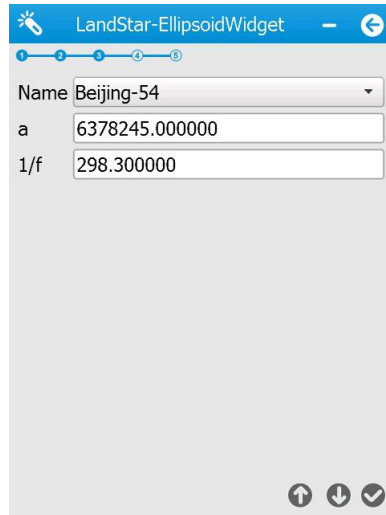 LandStar-EllipsoidWidget
1 2 3 4 5
Name Beijing-54
a 6378245.000000
1/f 298.300000